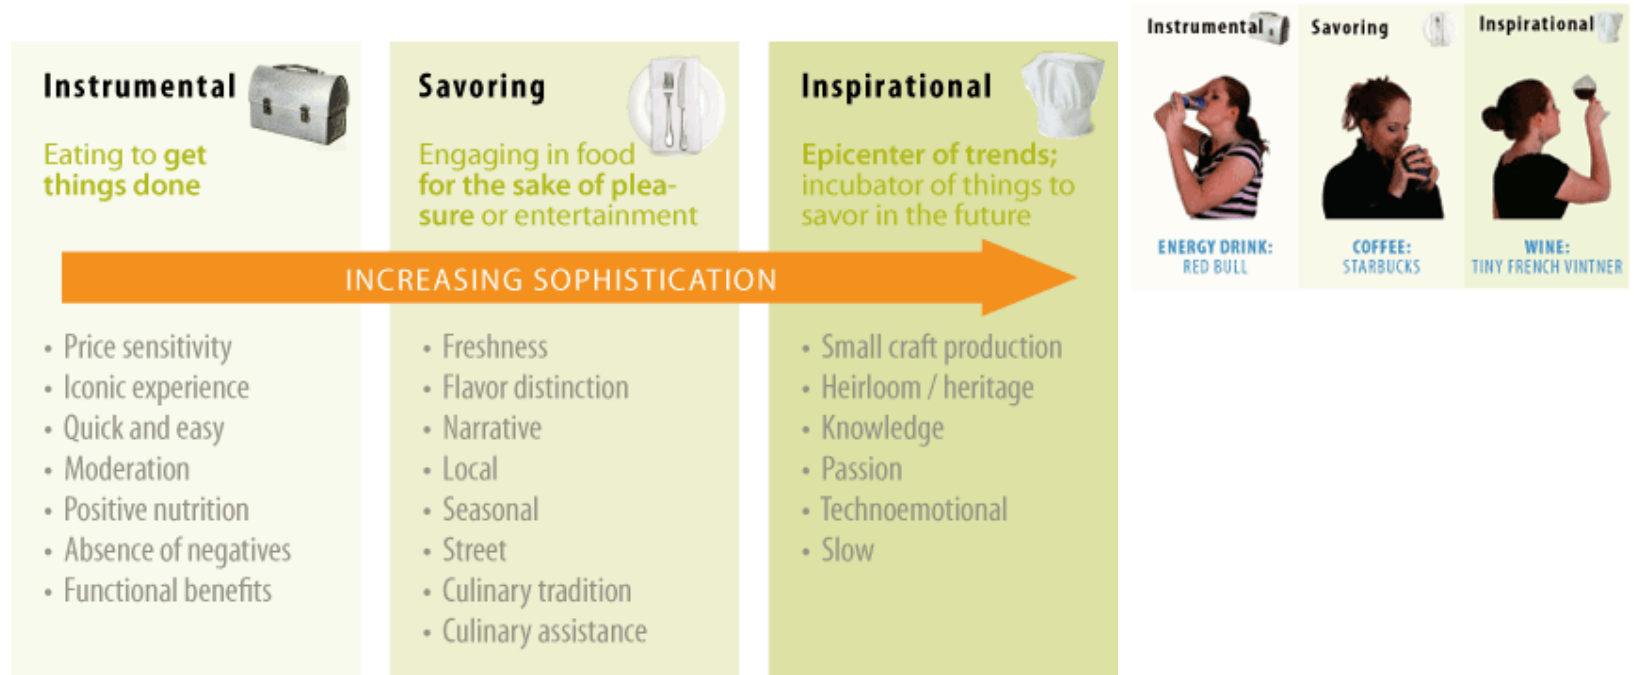 Instrumental
Eating to get
things done
Savoring
Engaging in food
for the sake of plea-
sure or entertainment
Inspirational
Epicenter of trends;
incubator of things to
savor in the future
INCREASING SOPHISTICATION
• Price sensitivity
• Iconic experience
• Quick and easy
• Moderation
• Positive nutrition
• Absence of negatives
• Functional benefits
• Freshness
• Flavor distinction
• Narrative
• Local
• Seasonal
• Street
• Culinary tradition
• Culinary assistance
• Small craft production
• Heirloom / heritage
• Knowledge
• Passion
• Technoemotional
• Slow
Instrumental
Savoring
Inspirational
ENERGY DRINK:
RED BULL
COFFEE:
STARBUCKS
WINE:
TINY FRENCH VINTNER